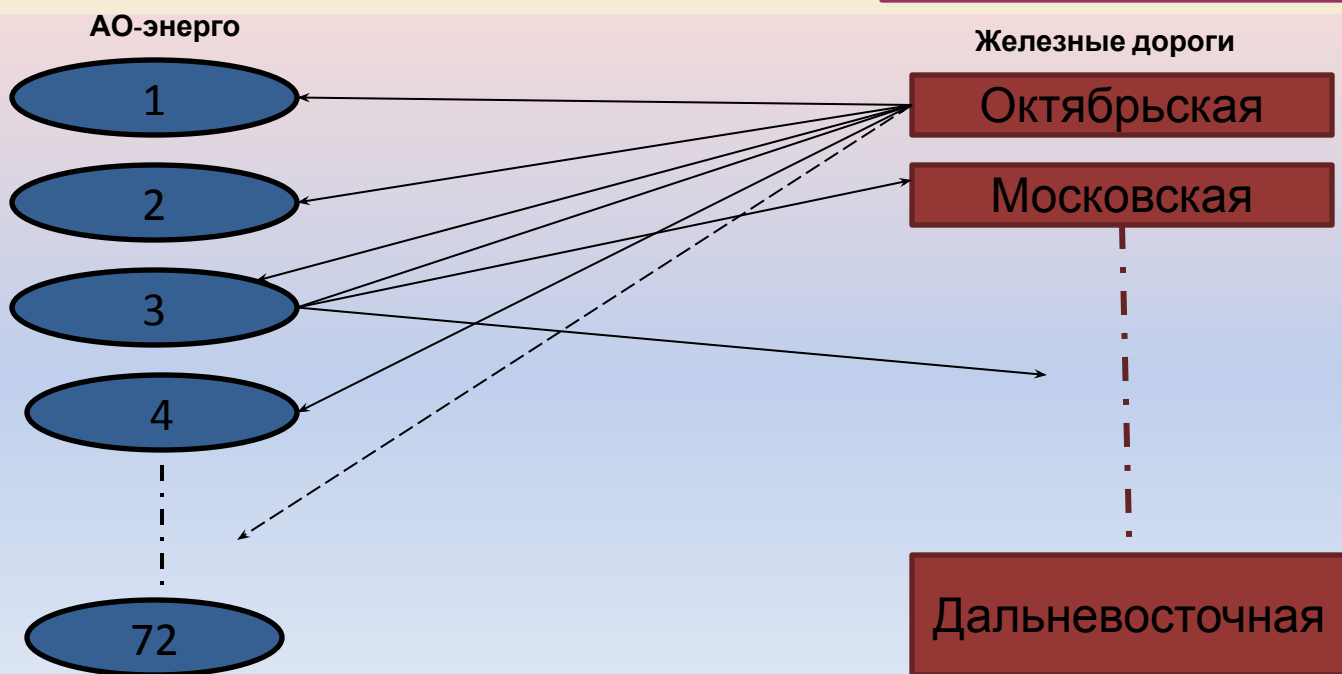 АО-энерго
Железные дороги
1
Октябрьская
2
Московская
3
4
72
Дальневосточная